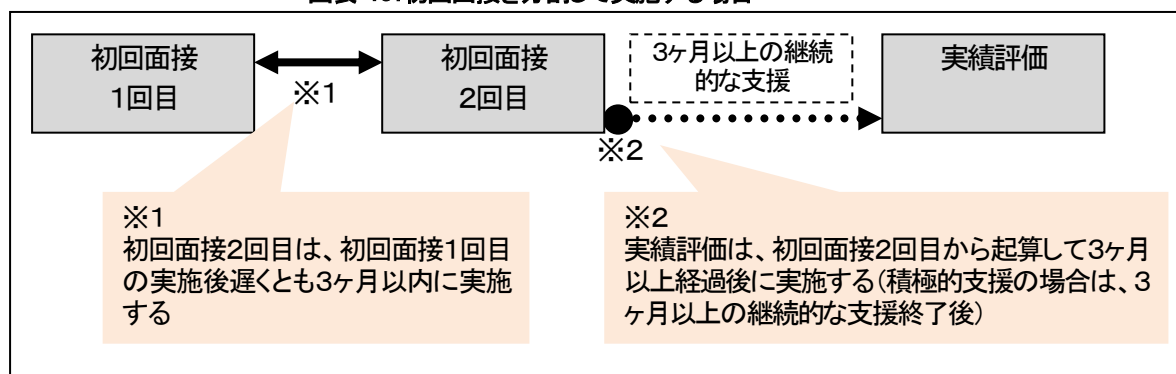 初回面接
1回目
※1
初回面接
2回目
※2
3ヶ月以上の継続
的な支援
実績評価
※1
初回面接2回目は、初回面接1回目
の実施後遅くとも3ヶ月以内に実施
する
※2
実績評価は、初回面接2回目から起算して3ヶ月
以上経過後に実施する(積極的支援の場合は、3
ヶ月以上の継続的な支援終了後)